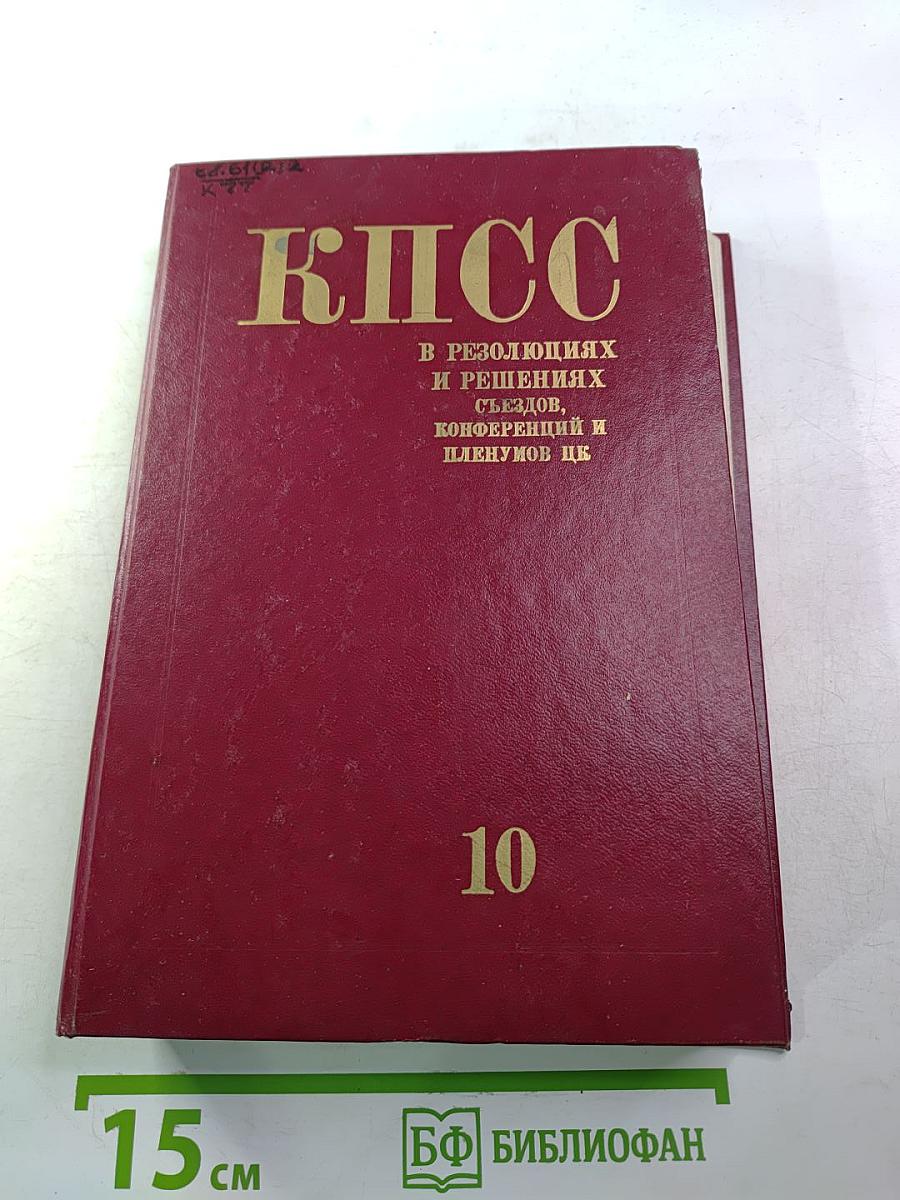 КПСС
В РЕЗОЛЮЦИЯХ
И РЕШЕНИЯХ
СЪЕЗДОВ,
КОНФЕРЕНЦИЙ И
ПЛЕНУМОВ ЦК
10
15 см
БФ БИБЛИОФАН